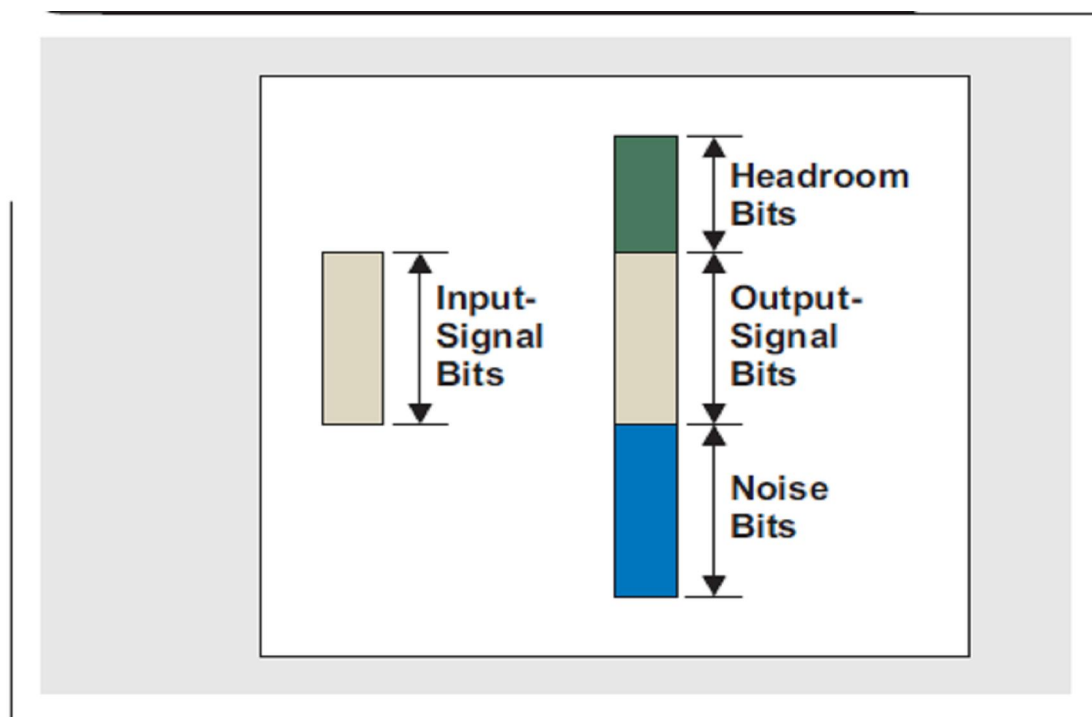 Headroom
Bits
Input-
Signal
Bits
Output-
Signal
Bits
Noise
Bits